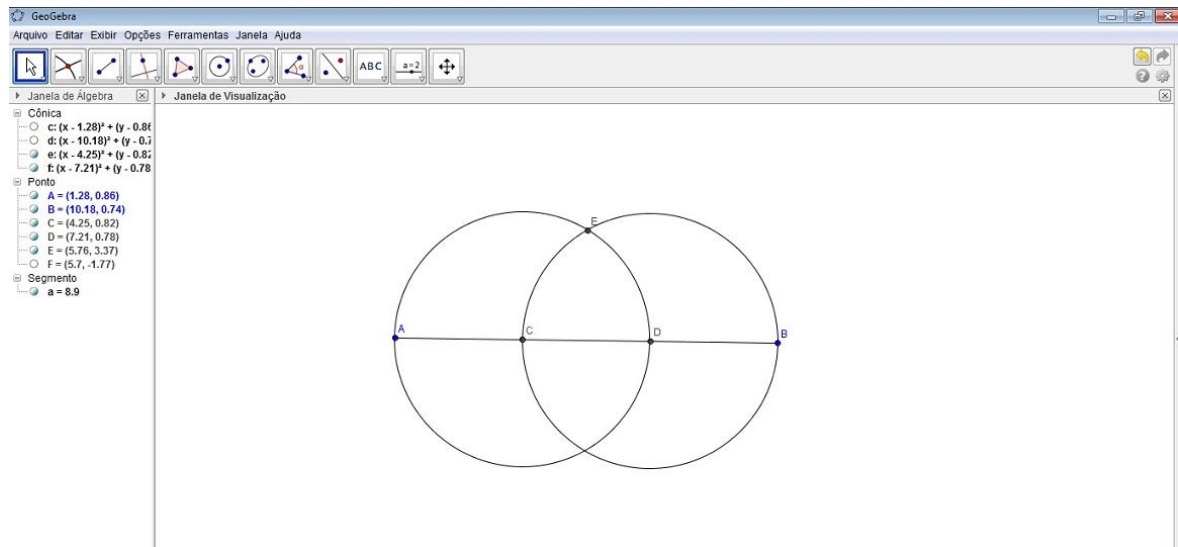 GeoGebra
Arquivo Editar Exibir Opções Ferramentas Janela Ajuda
ABC
a=2
Janela de Álgebra
Janela de Visualização
Cônica
c: (x - 1.28)² + (y - 0.86
d: (x - 10.18)² + (y - 0.7
e: (x - 4.25)² + (y - 0.82
f: (x - 7.21)² + (y - 0.78
Ponto
A = (1.28, 0.86)
B = (10.18, 0.74)
C = (4.25, 0.82)
D = (7.21, 0.78)
E = (5.76, 3.37)
F = (5.7, -1.77)
Segmento
a = 8.9
E
A
C
D
B